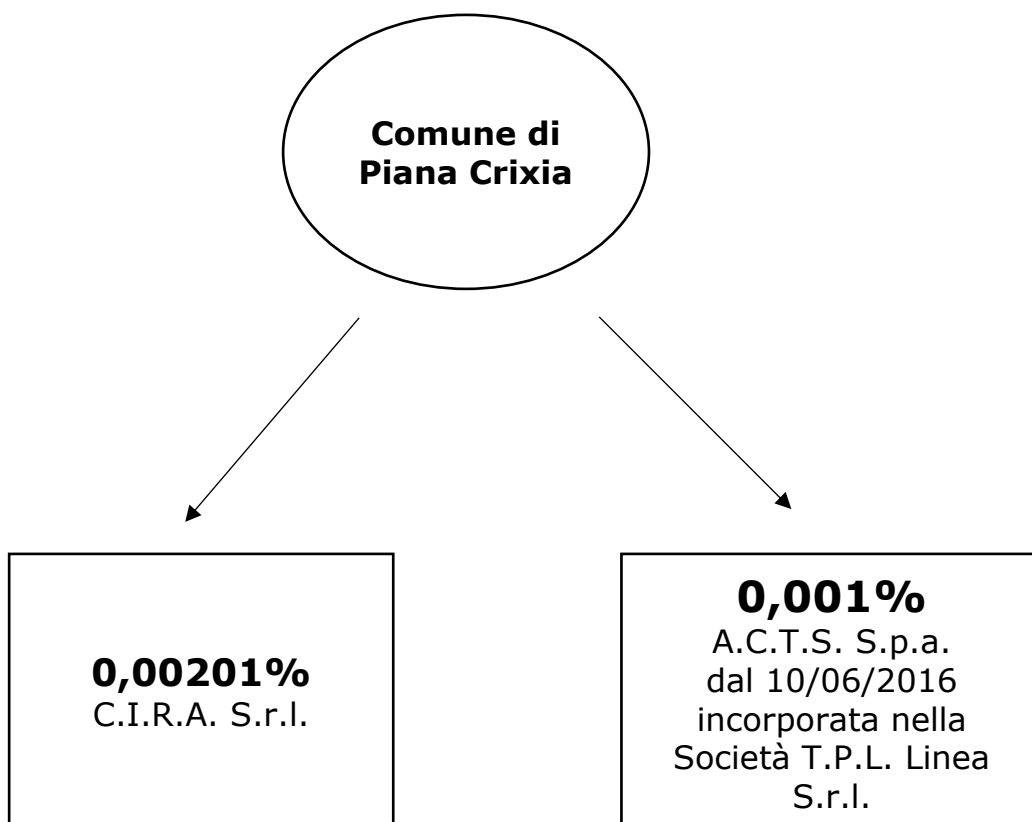 Comune di
Piana Crixia
0,00201%
C.I.R.A. S.r.l.
0,001%
A.C.T.S. S.p.a.
dal 10/06/2016
incorporata nella
Società T.P.L. Linea
S.r.l.